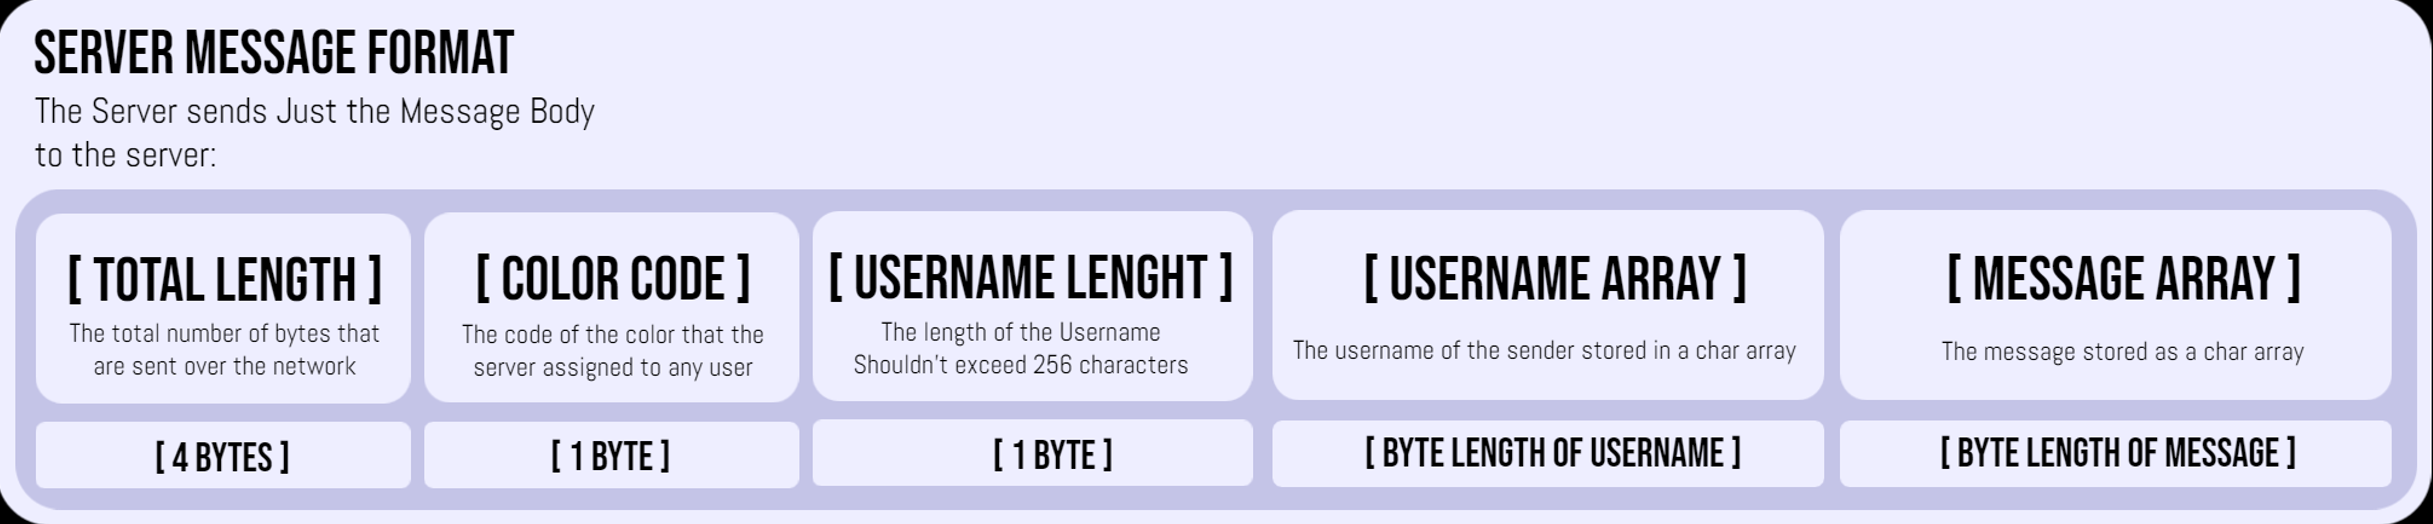 SERVER MESSAGE FORMAT
The Server sends Just the Message Body
to the server:
[ TOTAL LENGTH ]
The total number of bytes that
are sent over the network
[ 4 BYTES ]
[ COLOR CODE ]
The code of the color that the
server assigned to any user
[ 1 BYTE ]
[ USERNAME LENGHT ]
The length of the Username
Shouldn't exceed 256 characters
[ 1 BYTE ]
[ USERNAME ARRAY ]
The username of the sender stored in a char array
[ BYTE LENGTH OF USERNAME ]
[ MESSAGE ARRAY ]
The message stored as a char array
[ BYTE LENGTH OF MESSAGE ]